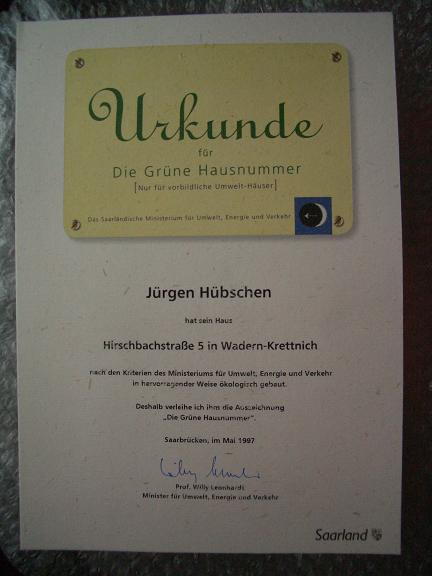 Urkunde
für
Die Grüne Hausnummer
[Nur für vorbildliche Umwelt-Häuser]
Das Saarländische Ministerium für Umwelt, Energie und Verkehr
Jürgen Hübschen
hat sein Haus
Hirschbachstraße 5 in Wadern-Krettnich
nach den Kriterien des Ministeriums für Umwelt, Energie und Verkehr
in hervorragender Weise ökologisch gebaut.
Deshalb verleihe ich ihm die Auszeichnung
„Die Grüne Hausnummer".
Saarbrücken, im Mai 1997
Prof. Willy Leonhardt
Minister für Umwelt, Energie und Verkehr
Saarland